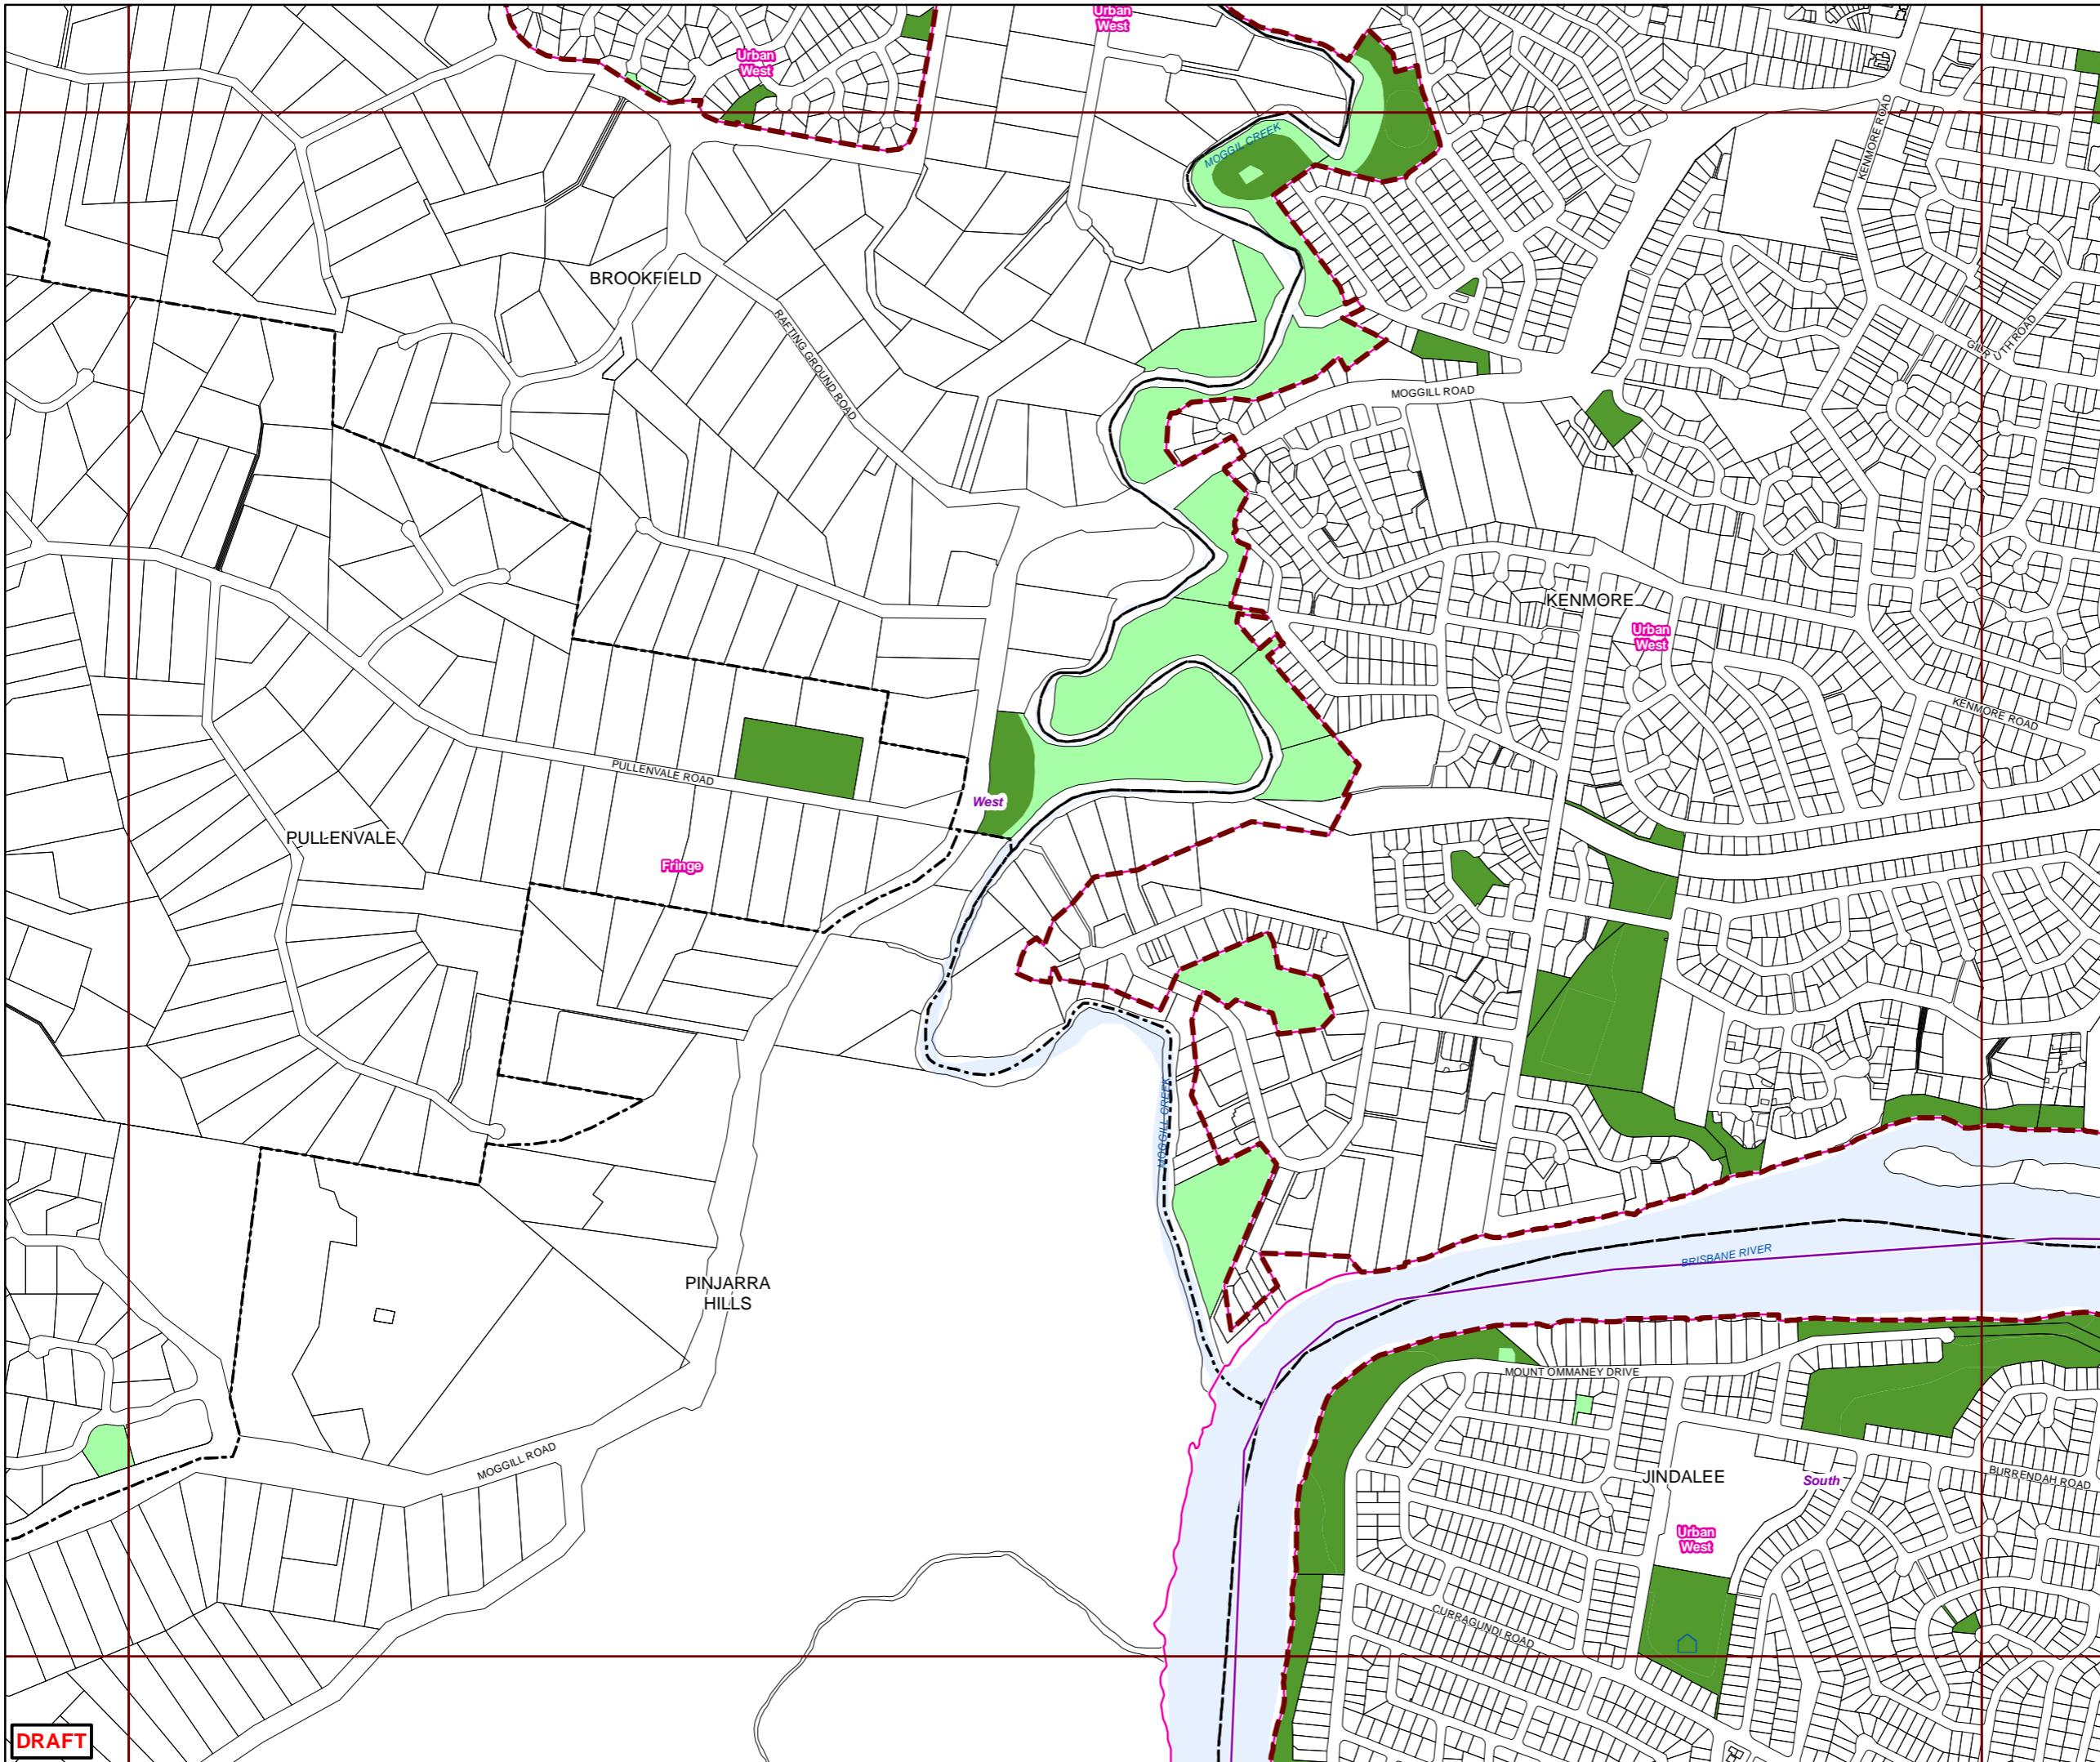 Urban
West
Urban
West
KENMORE ROAD
MOGGIL CREEK
BROOKFIELD
RAFTING GROUND ROAD
GILR UTH ROAD
MOGGILL ROAD
KENMORE
Urban
West
KENMORE ROAD
PULLENVALE ROAD
West
PULLENVALE
Fringe
MOGGILL CREEK
BRISBANE RIVER
PINJARRA
HILLS
MOUNT OMMANEY DRIVE
MOGGILL ROAD
JINDALEE
South
BURRENDAH ROAD
Urban
West
CURRAGUNDI ROAD
DRAFT